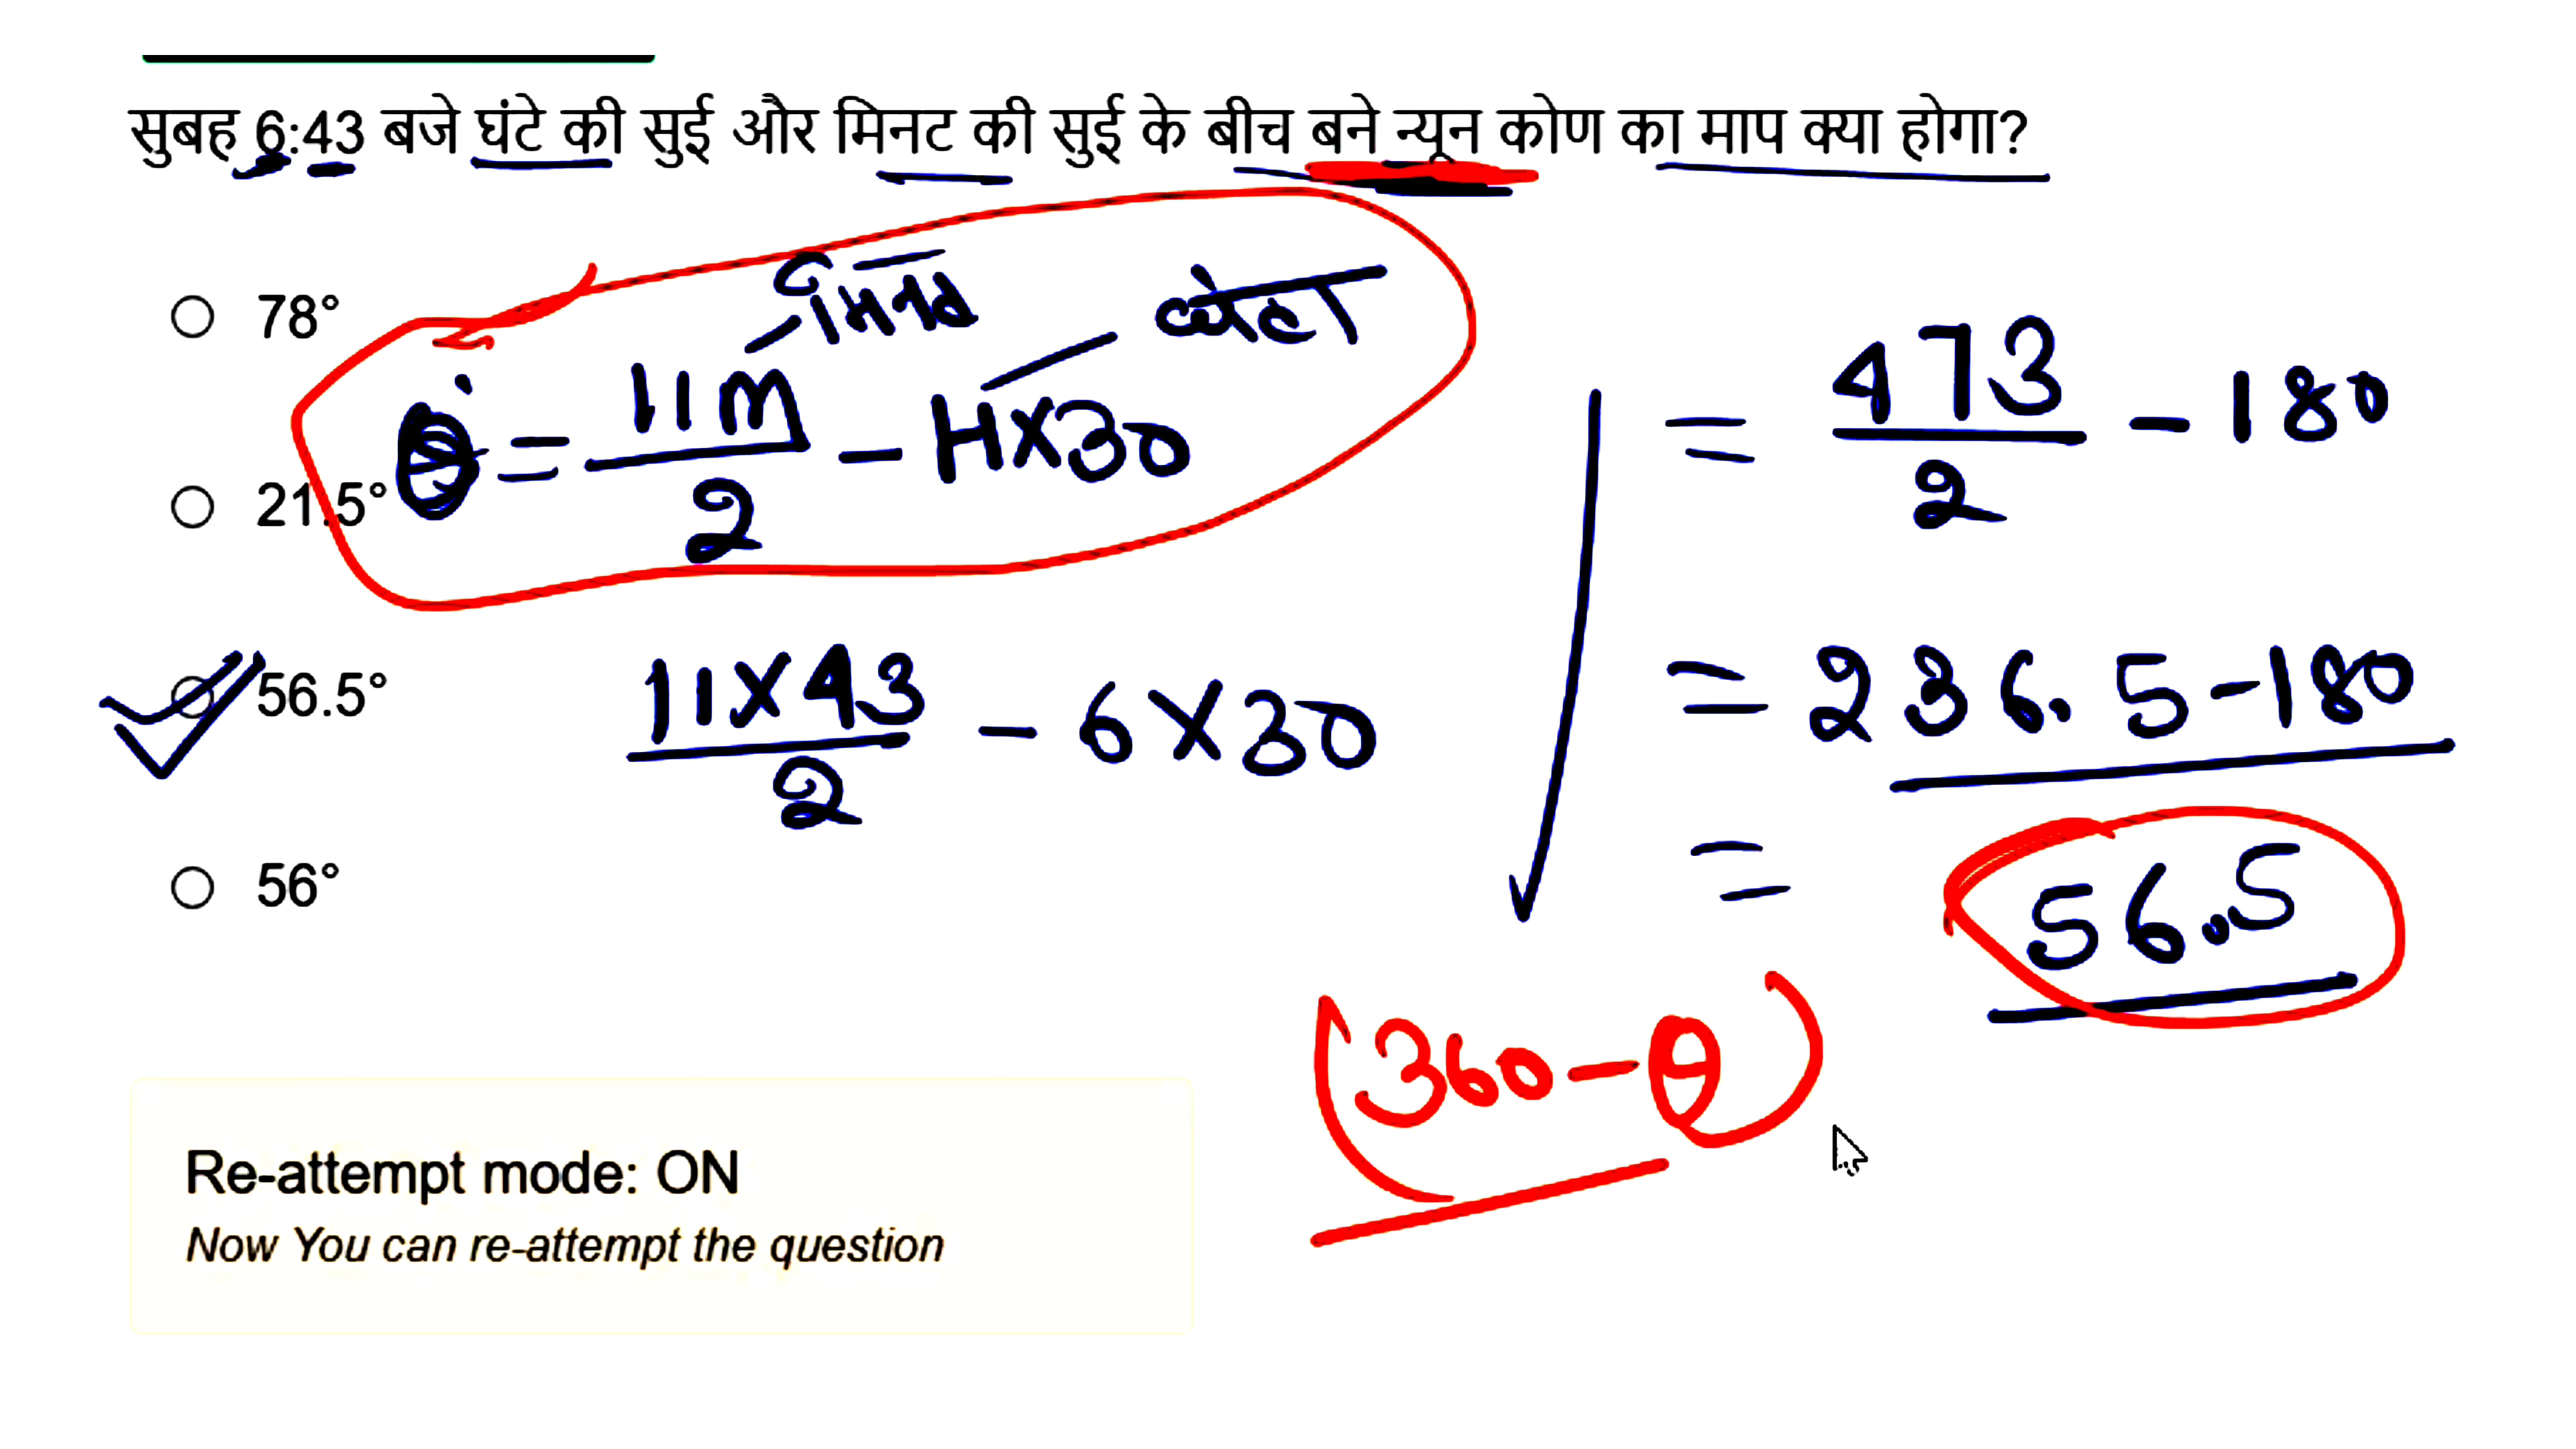 सुबह 6:43 बजे घंटे की सुई और मिनट की सुई के बीच बने न्यून कोण का माप क्या होगा?
78°
21.5°
56.5°
56°
मिनट
घंटा
θ = 11M/2 - H×30
11×43/2 - 6×30
= 473/2 - 180
= 236.5-180
= 56.5
(360-θ)
Re-attempt mode: ON
Now You can re-attempt the question